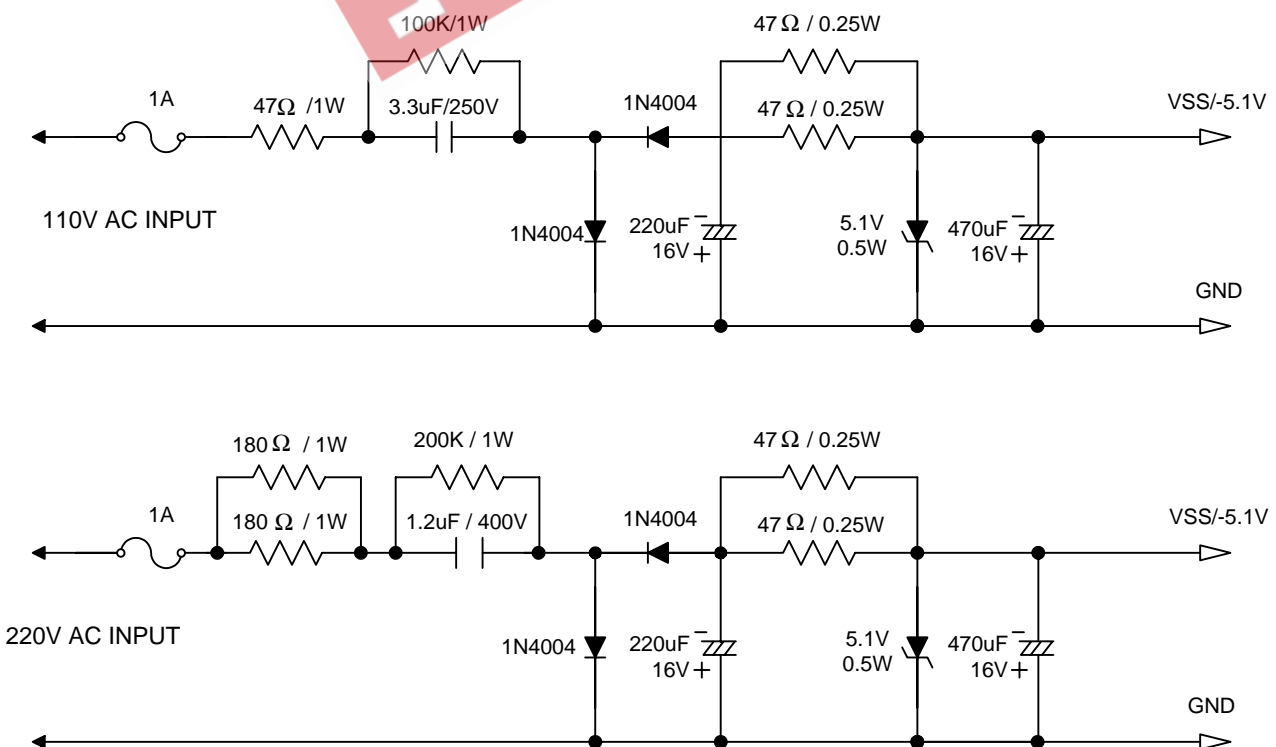 100K/1W
47Ω / 0.25W
1A
47Ω /1W
3.3uF/250V
1N4004
47Ω / 0.25W
VSS/-5.1V
110V AC INPUT
1N4004
220uF −
16V +
5.1V
0.5W
470uF −
16V +
GND
180Ω / 1W
200K / 1W
47Ω / 0.25W
1A
180Ω / 1W
1.2uF / 400V
1N4004
47Ω / 0.25W
VSS/-5.1V
220V AC INPUT
1N4004
220uF −
16V +
5.1V
0.5W
470uF −
16V +
GND